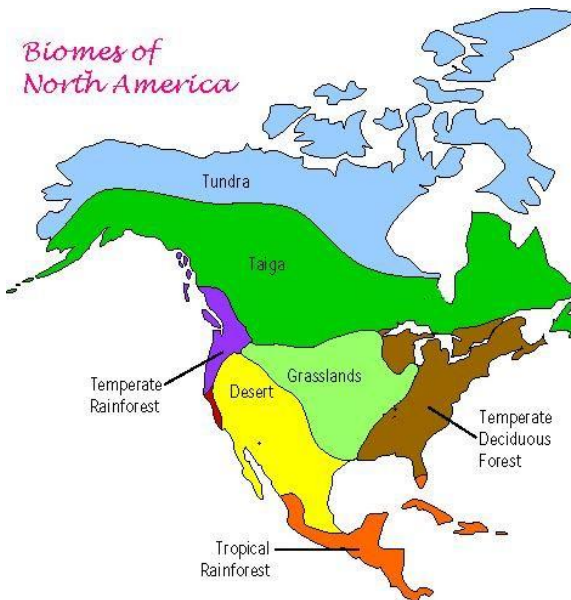 Biomes of
North America
Tundra
Taiga
Temperate
Rainforest
Desert
Grasslands
Temperate
Deciduous
Forest
Tropical
Rainforest